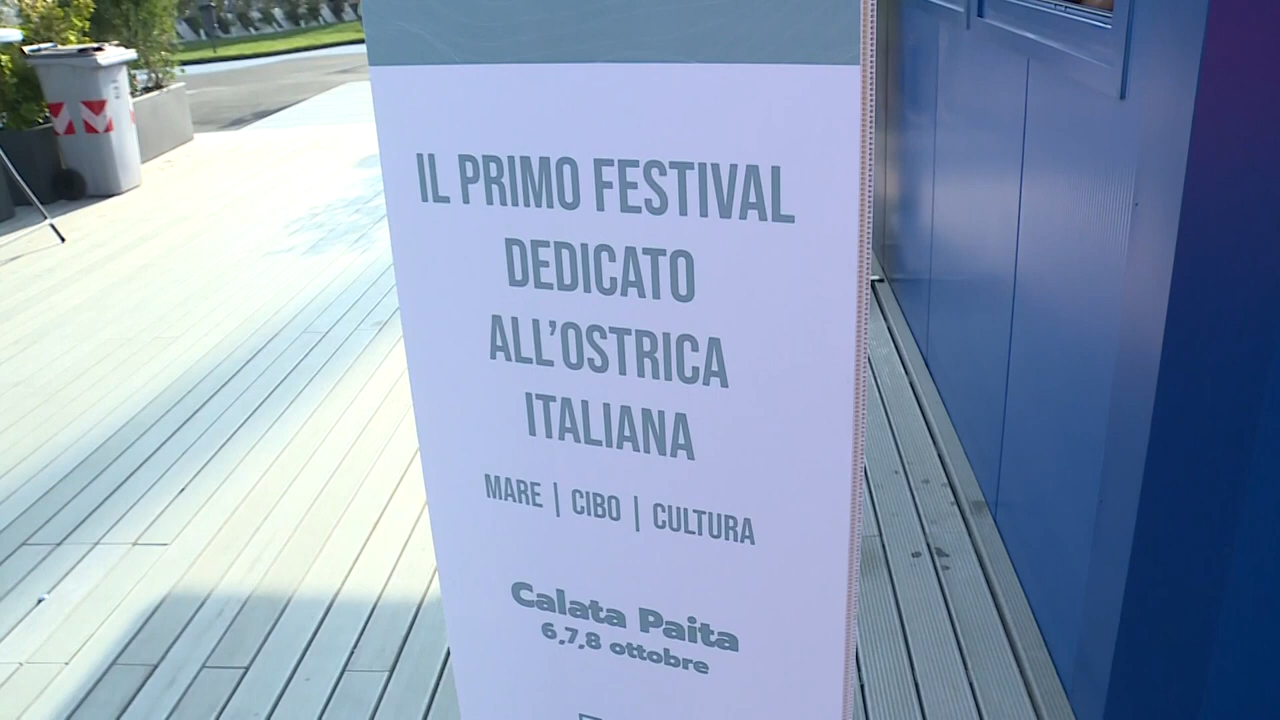 IL PRIMO FESTIVAL
DEDICATO
ALL'OSTRICA
ITALIANA
MARE | CIBO | CULTURA
Calata Paita
6,7,8 ottobre